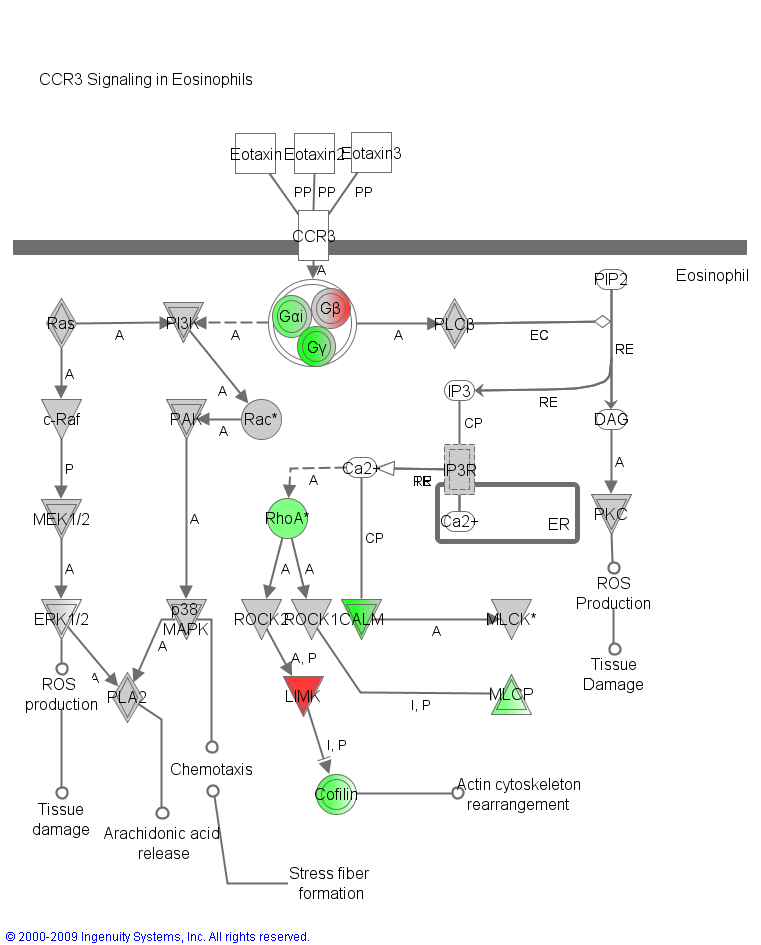 CCR3 Signaling in Eosinophils
Eotaxin
Eotaxin2
Eotaxin3
PP
PP
PP
CCR3
A
Eosinophil
PIP2
Gαi
Gβ
Gγ
Ras
A
PI3K
A
A
PLCβ
EC
RE
A
A
IP3
RE
c-Raf
PAK
A
Rac*
CP
DAG
P
A
Ca2+
RE
IP3R
A
MEK1/2
RhoA*
Ca2+
ER
PKC
A
A
CP
A
A
ROS
Production
ERK1/2
p38
MAPK
ROCK2
ROCK1
CALM
A
MLCK*
A
A, P
Tissue
Damage
ROS
production
A
PLA2
LIMK
I, P
MLCP
I, P
Chemotaxis
Cofilin
Actin cytoskeleton
rearrangement
Tissue
damage
Arachidonic acid
release
Stress fiber
formation
© 2000-2009 Ingenuity Systems, Inc. All rights reserved.